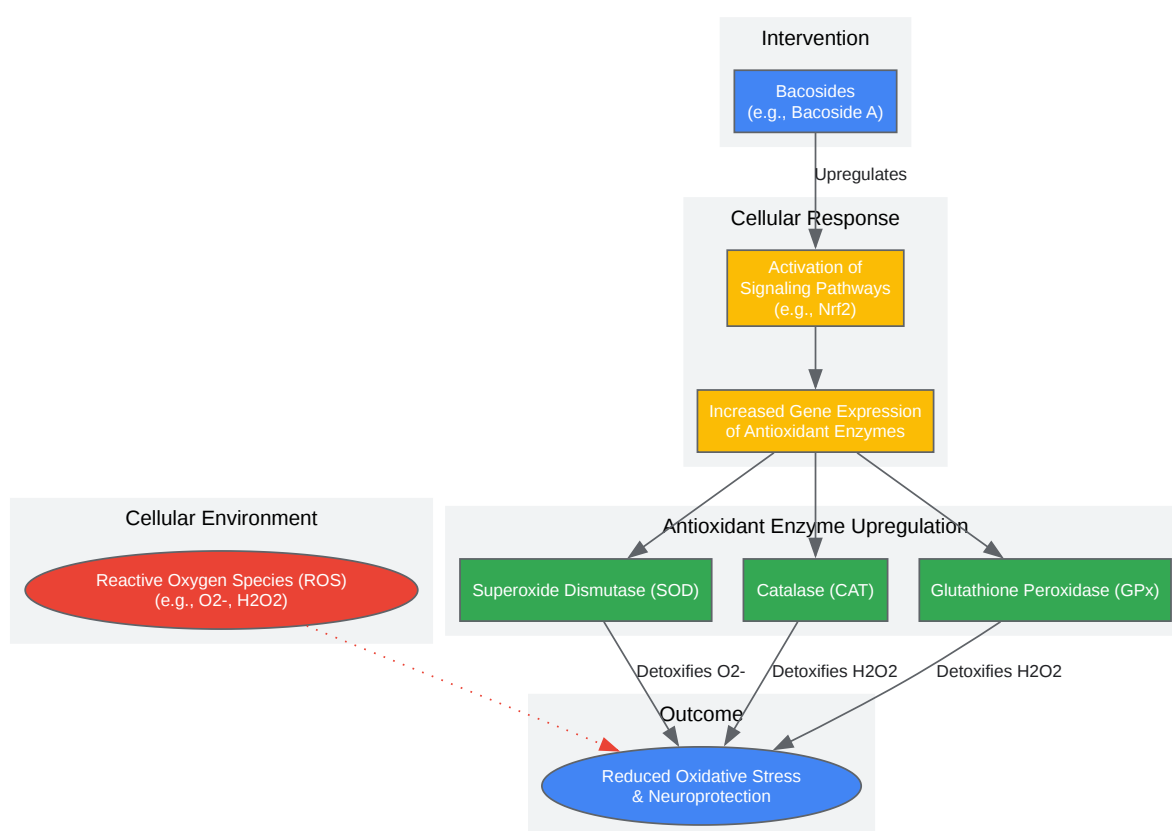 Intervention
Bacosides
(e.g., Bacoside A)
Upregulates
Cellular Response
Activation of
Signaling Pathways
(e.g., Nrf2)
Increased Gene Expression
of Antioxidant Enzymes
Cellular Environment
Reactive Oxygen Species (ROS)
(e.g., O2-, H2O2)
Antioxidant Enzyme Upregulation
Superoxide Dismutase (SOD)
Catalase (CAT)
Glutathione Peroxidase (GPx)
Detoxifies O2-
Detoxifies H2O2
Detoxifies H2O2
Outcome
Reduced Oxidative Stress
& Neuroprotection